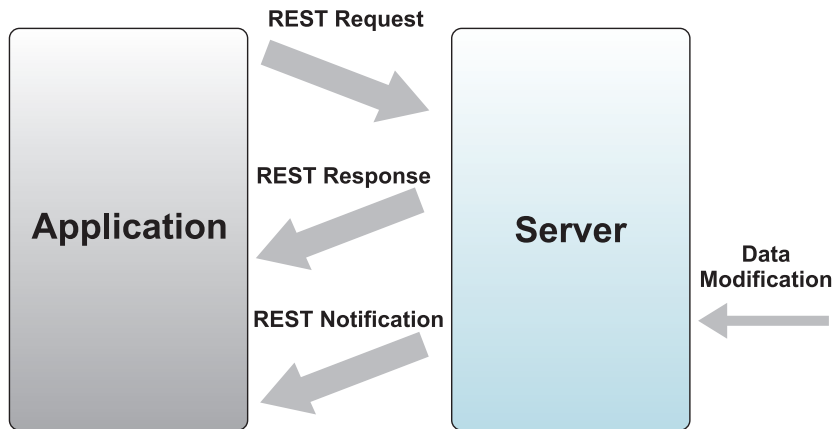 REST Request
REST Response
Application
Server
Data
Modification
REST Notification